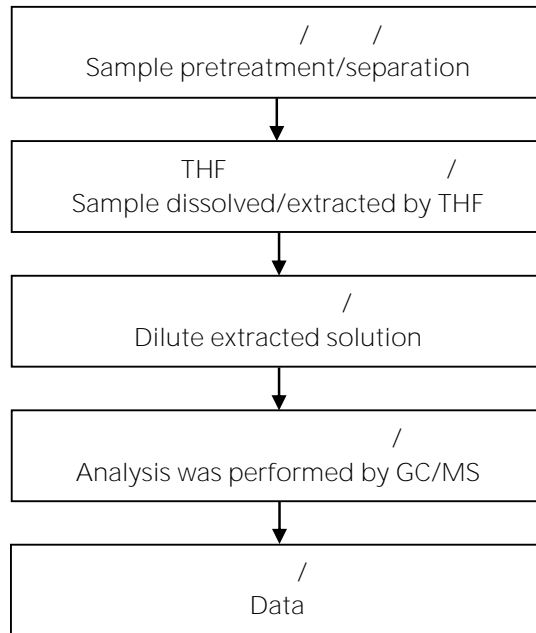 / /
Sample pretreatment/separation
THF /
Sample dissolved/extracted by THF
/
Dilute extracted solution
/
Analysis was performed by GC/MS
/
Data